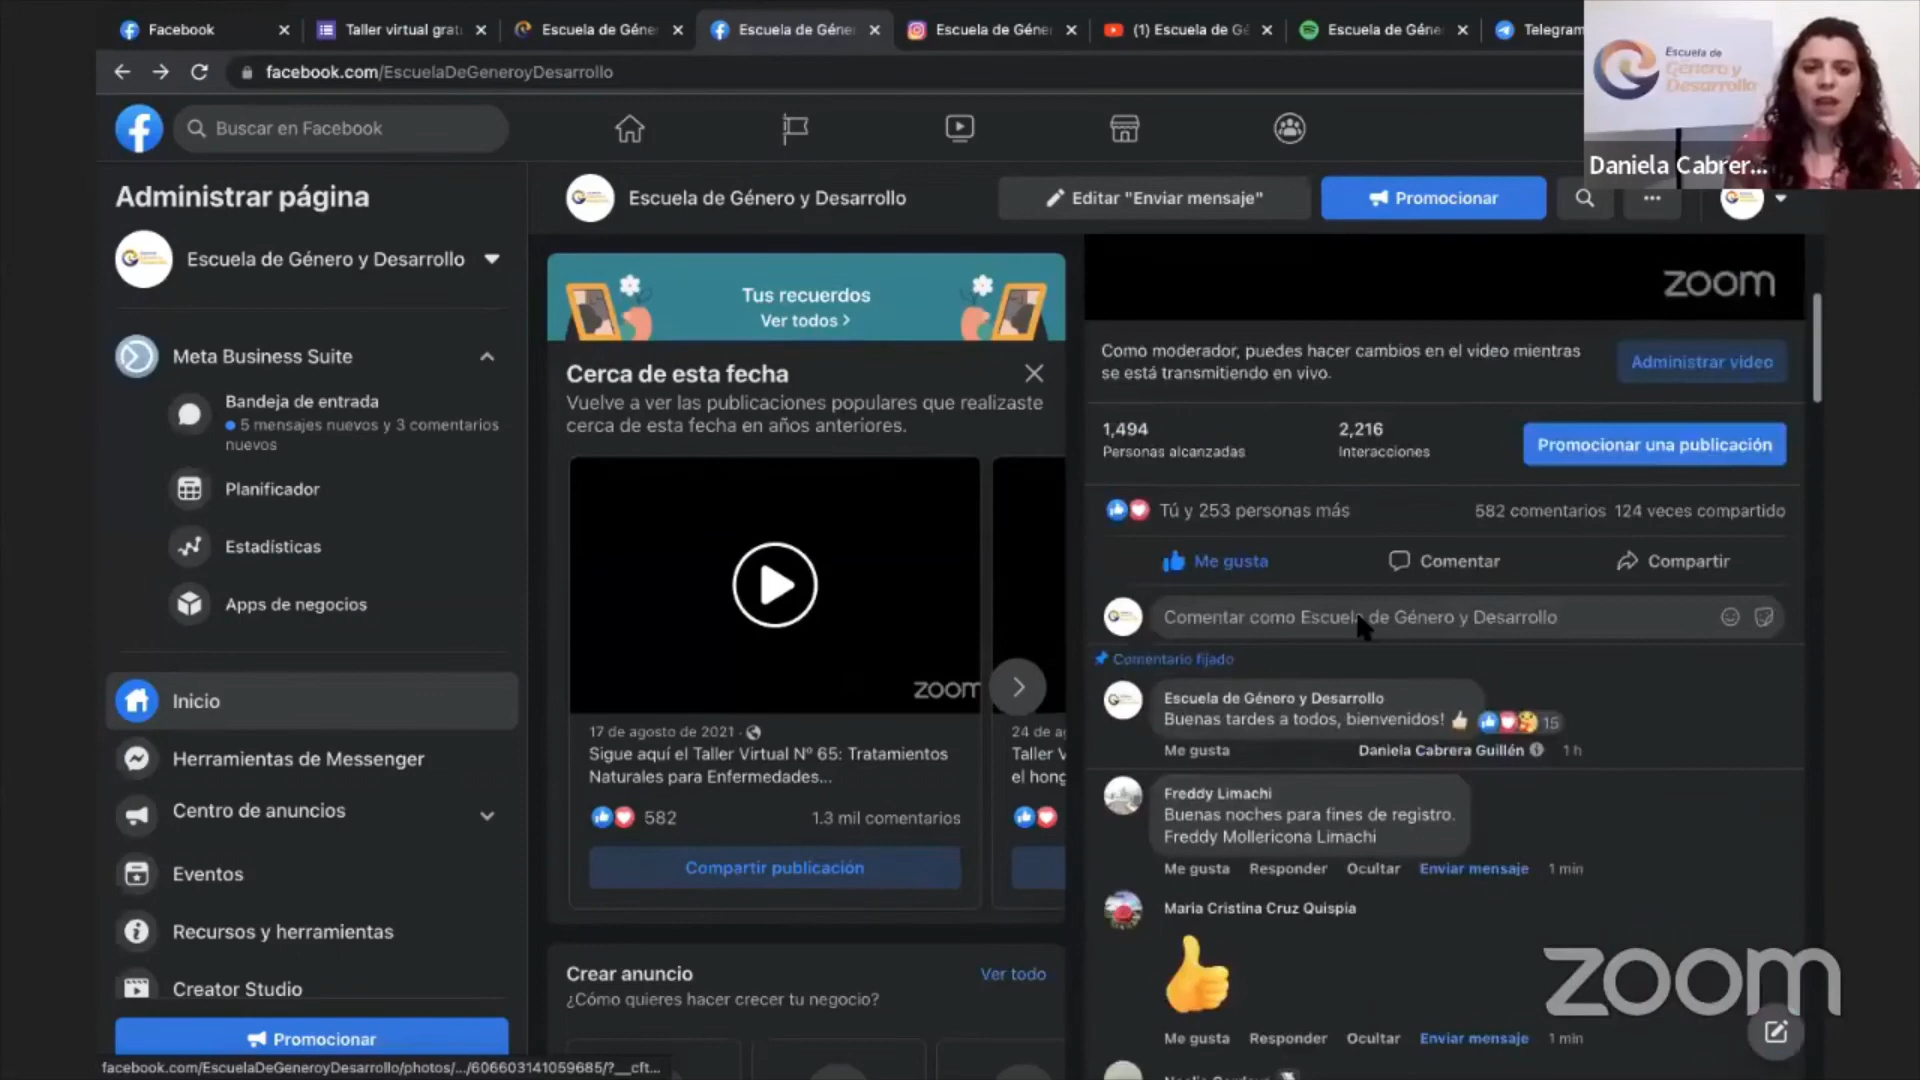 Facebook
Taller virtual grat
Escuela de Géne
Escuela de Géne
Escuela de Géne
(1) Escuela de G
Escuela de Géne
Telegram
facebook.com/EscuelaDeGeneroyDesarrollo
Escuela de
Género y
Desarrollo
Daniela Cabrer...
Buscar en Facebook
Administrar página
Escuela de Género y Desarrollo
Meta Business Suite
Bandeja de entrada
5 mensajes nuevos y 3 comentarios
nuevos
Planificador
Estadísticas
Apps de negocios
Inicio
Herramientas de Messenger
Centro de anuncios
Eventos
Recursos y herramientas
Creator Studio
Promocionar
facebook.com/EscuelaDeGeneroyDesarrollo/photos/.../606603141059685/?__cft...
Escuela de Género y Desarrollo
Editar "Enviar mensaje"
Promocionar
Tus recuerdos
Ver todos >
Cerca de esta fecha
Vuelve a ver las publicaciones populares que realizaste
cerca de esta fecha en años anteriores.
zoom
17 de agosto de 2021 ·
Sigue aquí el Taller Virtual Nº 65: Tratamientos
Naturales para Enfermedades...
582
1.3 mil comentarios
Compartir publicación
24 de a
Taller V
el hong
Crear anuncio
Ver todo
¿Cómo quieres hacer crecer tu negocio?
zoom
Como moderador, puedes hacer cambios en el video mientras
se está transmitiendo en vivo.
Administrar video
1,494
Personas alcanzadas
2,216
Interacciones
Promocionar una publicación
Tú y 253 personas más
582 comentarios 124 veces compartido
Me gusta
Comentar
Compartir
Comentar como Escuela de Género y Desarrollo
Comentario fijado
Escuela de Género y Desarrollo
Buenas tardes a todos, bienvenidos!
15
Me gusta
Daniela Cabrera Guillén
1 h
Freddy Limachi
Buenas noches para fines de registro.
Freddy Mollericona Limachi
Me gusta Responder Ocultar Enviar mensaje 1 min
Maria Cristina Cruz Quispia
Me gusta Responder Ocultar Enviar mensaje 1 min
zoom